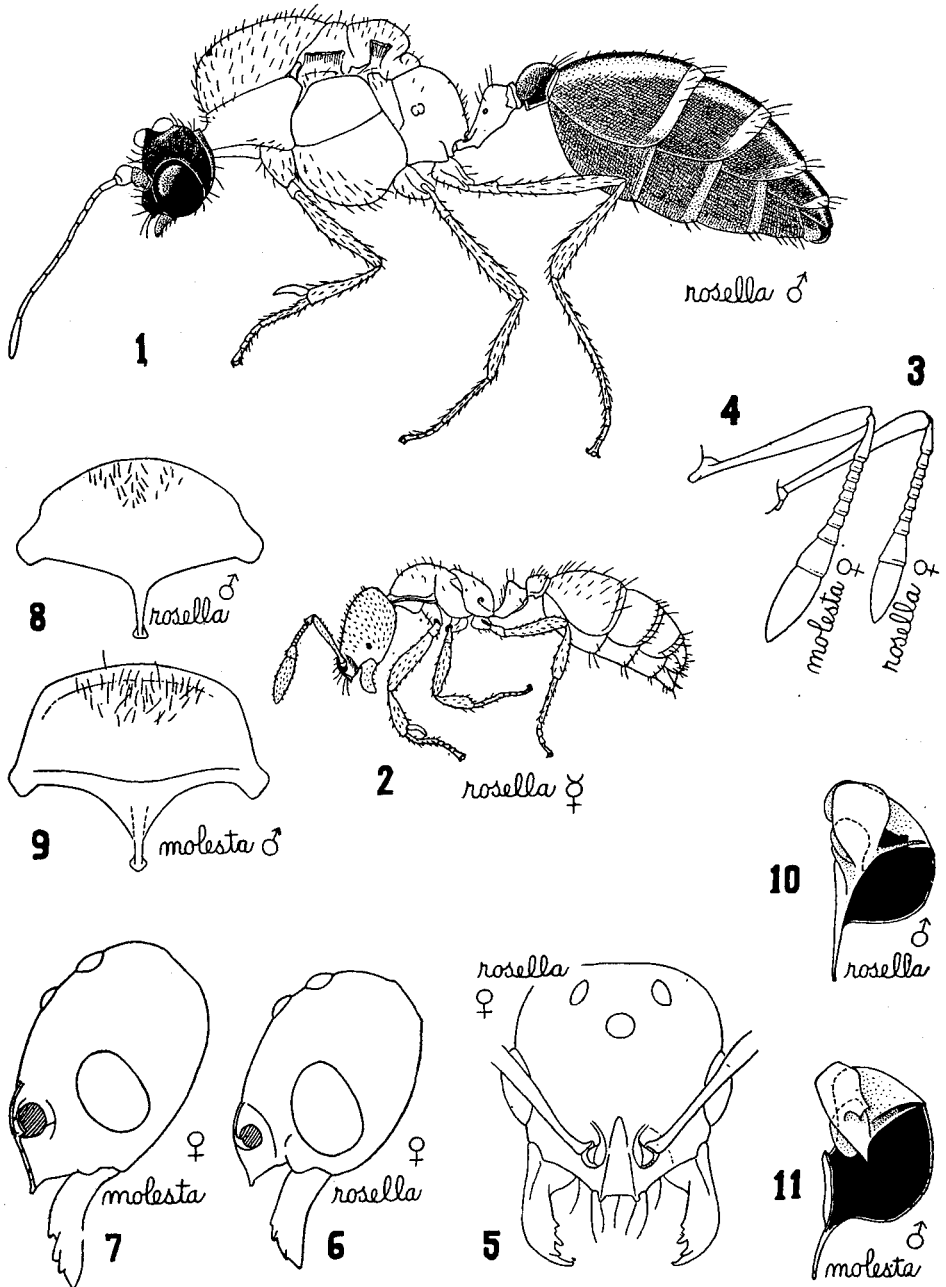 rosella ♂
1
3
4
molesta ♀
rosella ♀
8
rosella ♂
2
rosella ☿
9
molesta ♂
10
♂
rosella
7
♀
molesta
6
♀
rosella
5
rosella
♀
11
♂
molesta